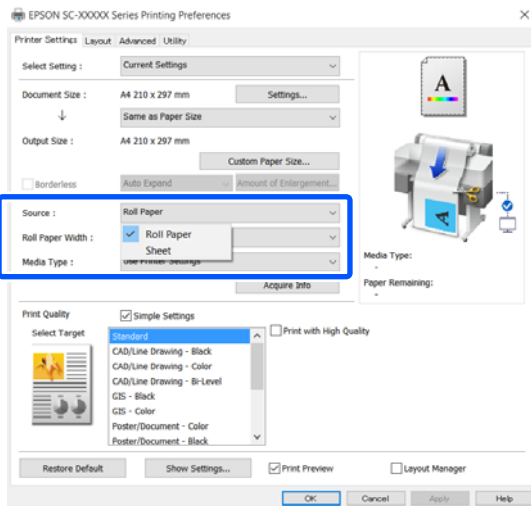 EPSON SC-XXXXX Series Printing Preferences
Printer Settings Layout Advanced Utility
Select Setting : Current Settings
Document Size : A4 210 x 297 mm Settings...
Same as Paper Size
Output Size : A4 210 x 297 mm
Custom Paper Size...
Borderless Auto Expand Amount of Enlargement...
Source : Roll Paper
Roll Paper Width : Roll Paper
Sheet
Media Type : Use Printer Settings
Acquire Info
A
Media Type:
-
Paper Remaining:
-
Print Quality Simple Settings
Select Target Standard Print with High Quality
CAD/Line Drawing - Black
CAD/Line Drawing - Color
CAD/Line Drawing - Bi-Level
GIS - Black
GIS - Color
Poster/Document - Color
Poster/Document - Black
Restore Default Show Settings... Print Preview Layout Manager
OK Cancel Apply Help